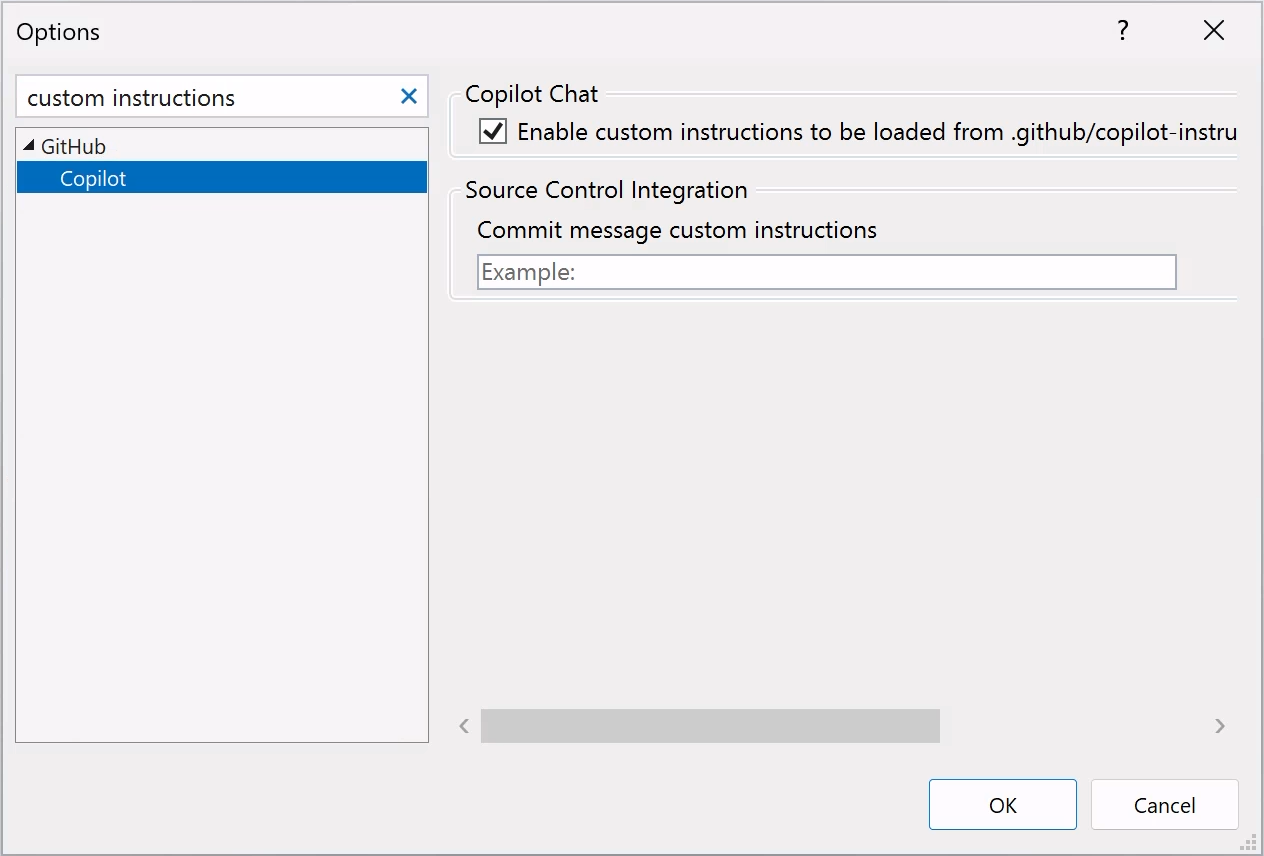 Options
?
custom instructions
GitHub
Copilot
Copilot Chat
Enable custom instructions to be loaded from .github/copilot-instru
Source Control Integration
Commit message custom instructions
Example:
OK
Cancel